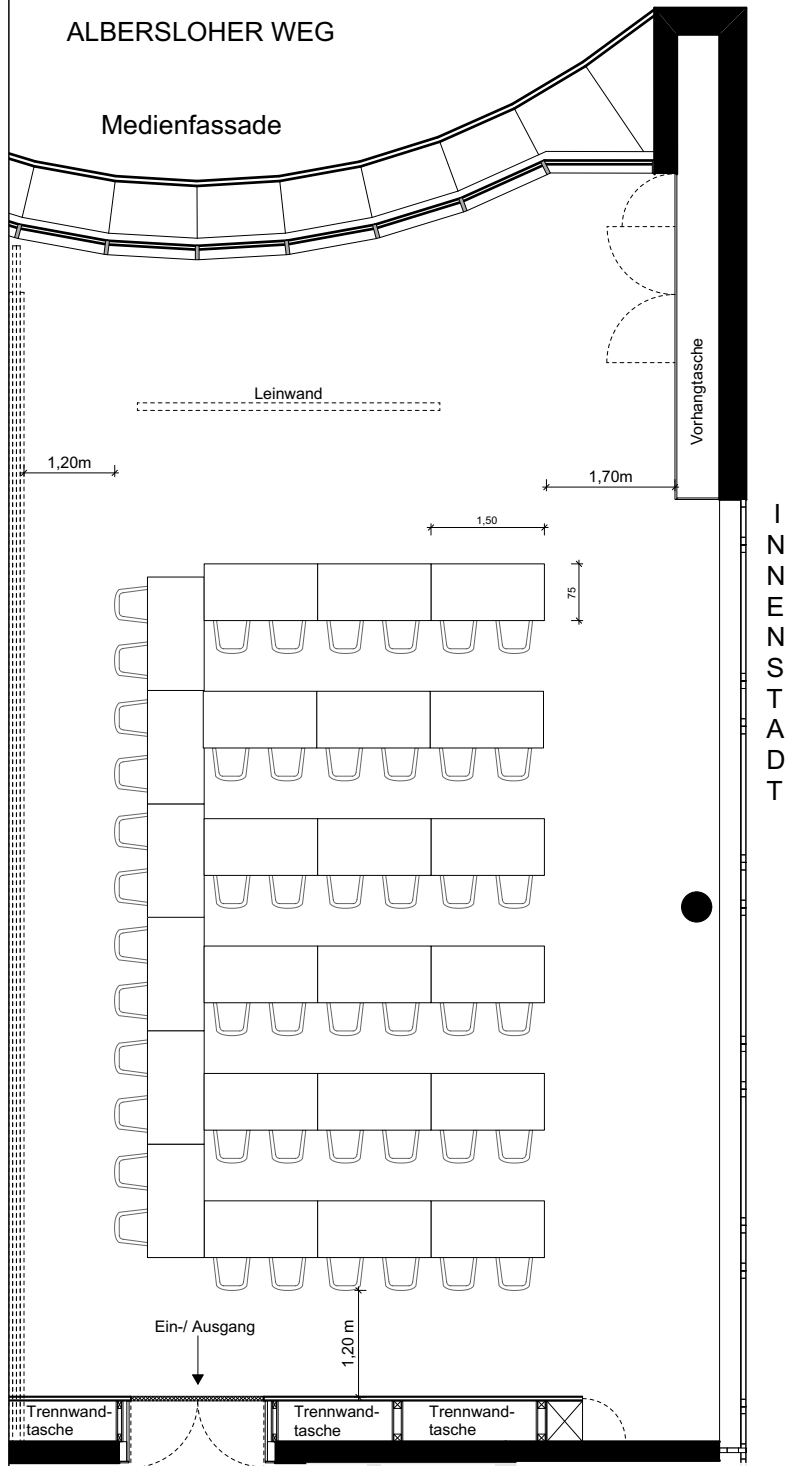 ALBERSLOHER WEG
Medienfassade
Leinwand
Vorhangtasche
1,20m
1,70m
1,50
75
INNENSTADT
Ein-/ Ausgang
1,20 m
Trennwand-
tasche
Trennwand-
tasche
Trennwand-
tasche